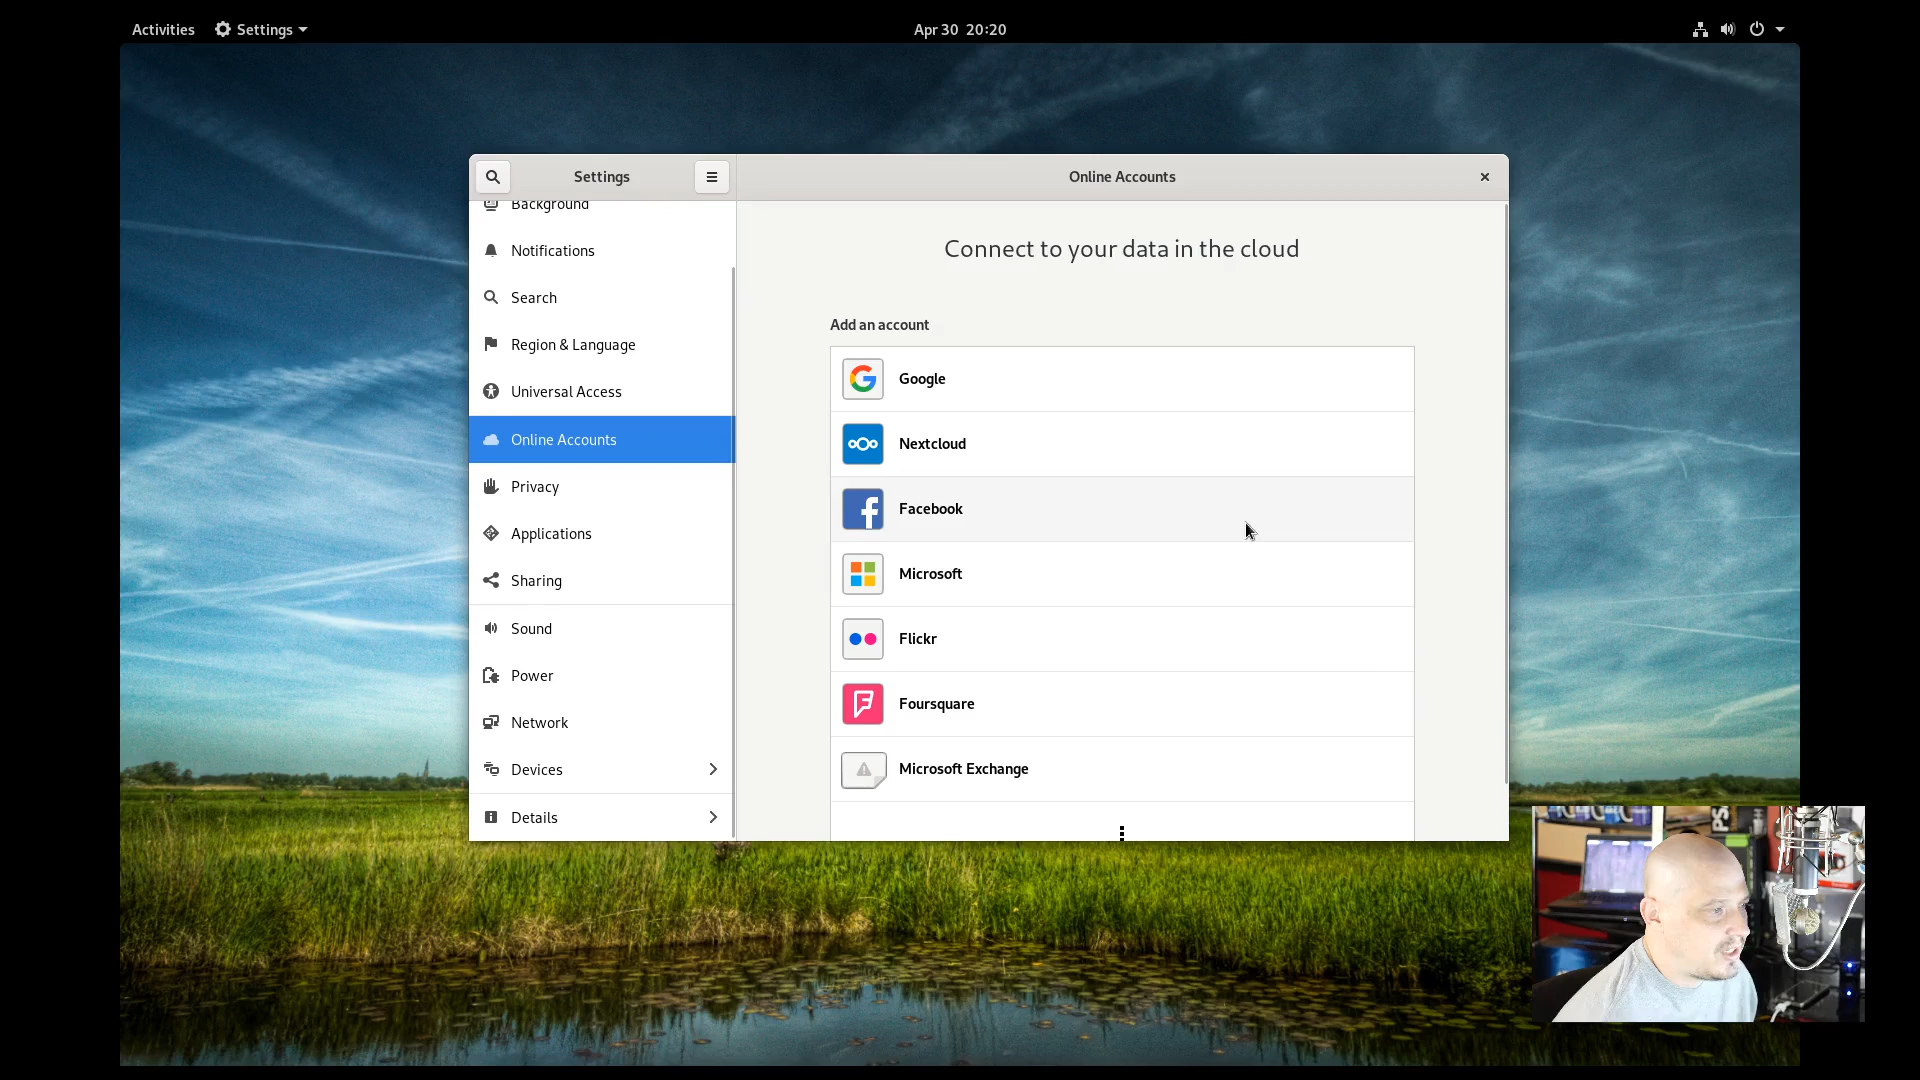 Activities
Settings
Apr 30 20:20
Settings
Online Accounts
Background
Notifications
Search
Region & Language
Universal Access
Online Accounts
Privacy
Applications
Sharing
Sound
Power
Network
Devices
Details
Connect to your data in the cloud
Add an account
Google
Nextcloud
Facebook
Microsoft
Flickr
Foursquare
Microsoft Exchange